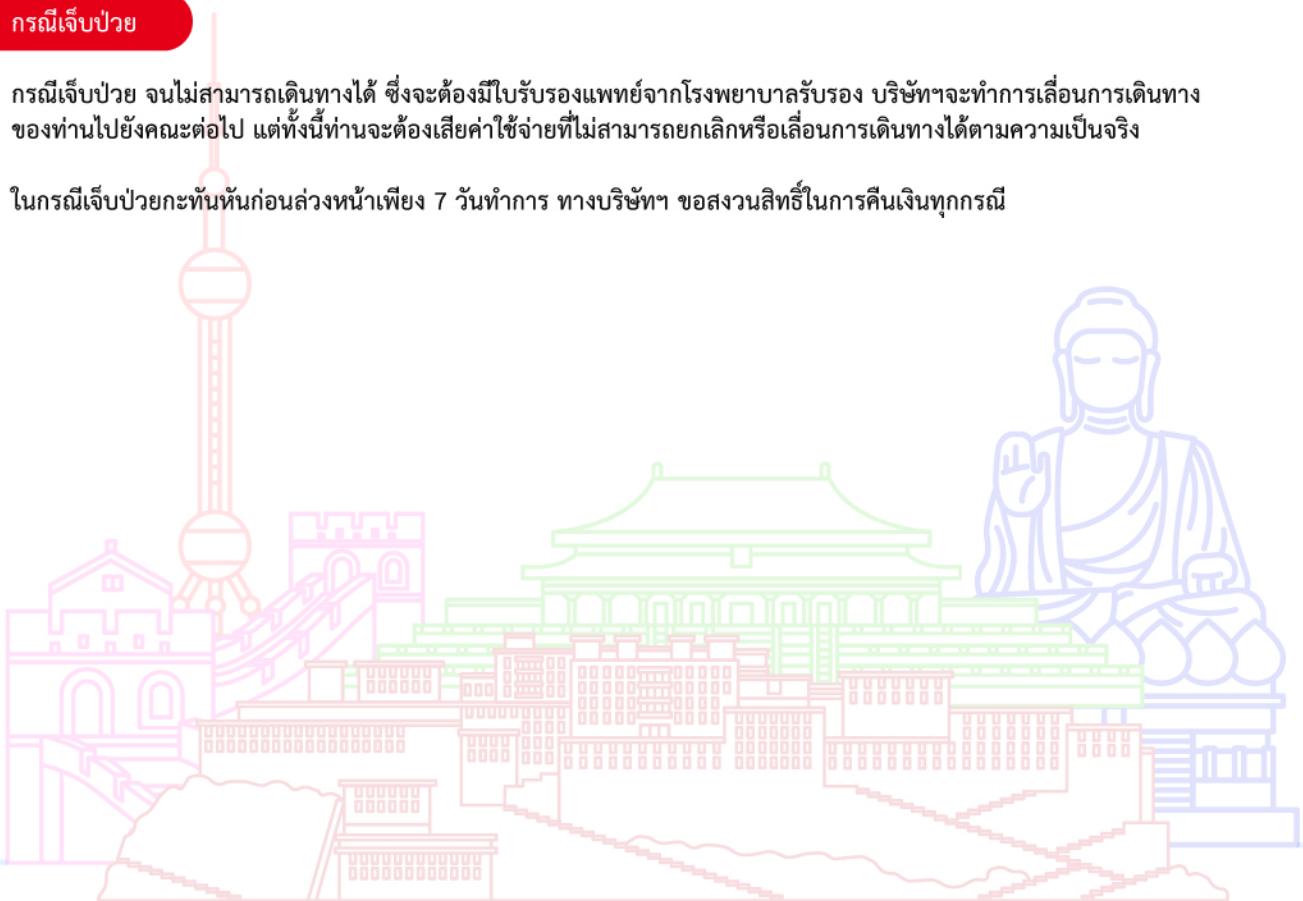 กรณีเจ็บป่วย
กรณีเจ็บป่วย จนไม่สามารถเดินทางได้ ซึ่งจะต้องมีใบรับรองแพทย์จากโรงพยาบาลรับรอง บริษัทฯจะทำการเลื่อนการเดินทาง
ของท่านไปยังคณะต่อไป แต่ทั้งนี้ท่านจะต้องเสียค่าใช้จ่ายที่ไม่สามารถยกเลิกหรือเลื่อนการเดินทางได้ตามความเป็นจริง
ในกรณีเจ็บป่วยกะทันหันก่อนล่วงหน้าเพียง 7 วันทำการ ทางบริษัทฯ ขอสงวนสิทธิ์ในการคืนเงินทุกกรณี